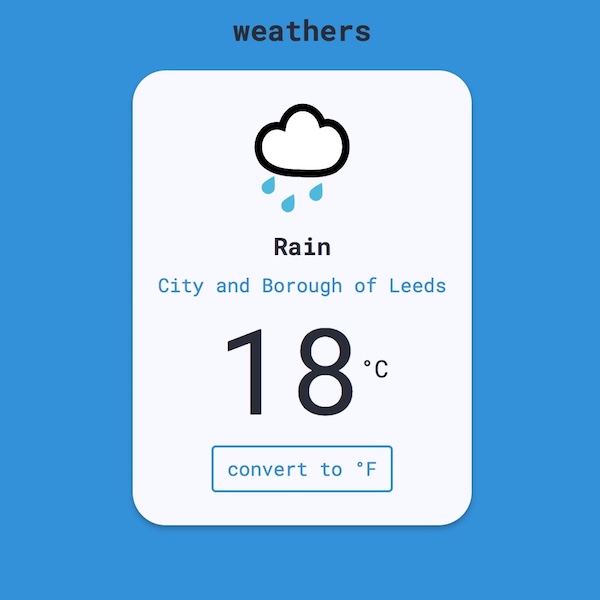 weathers
Rain
City and Borough of Leeds
18 °C
convert to °F